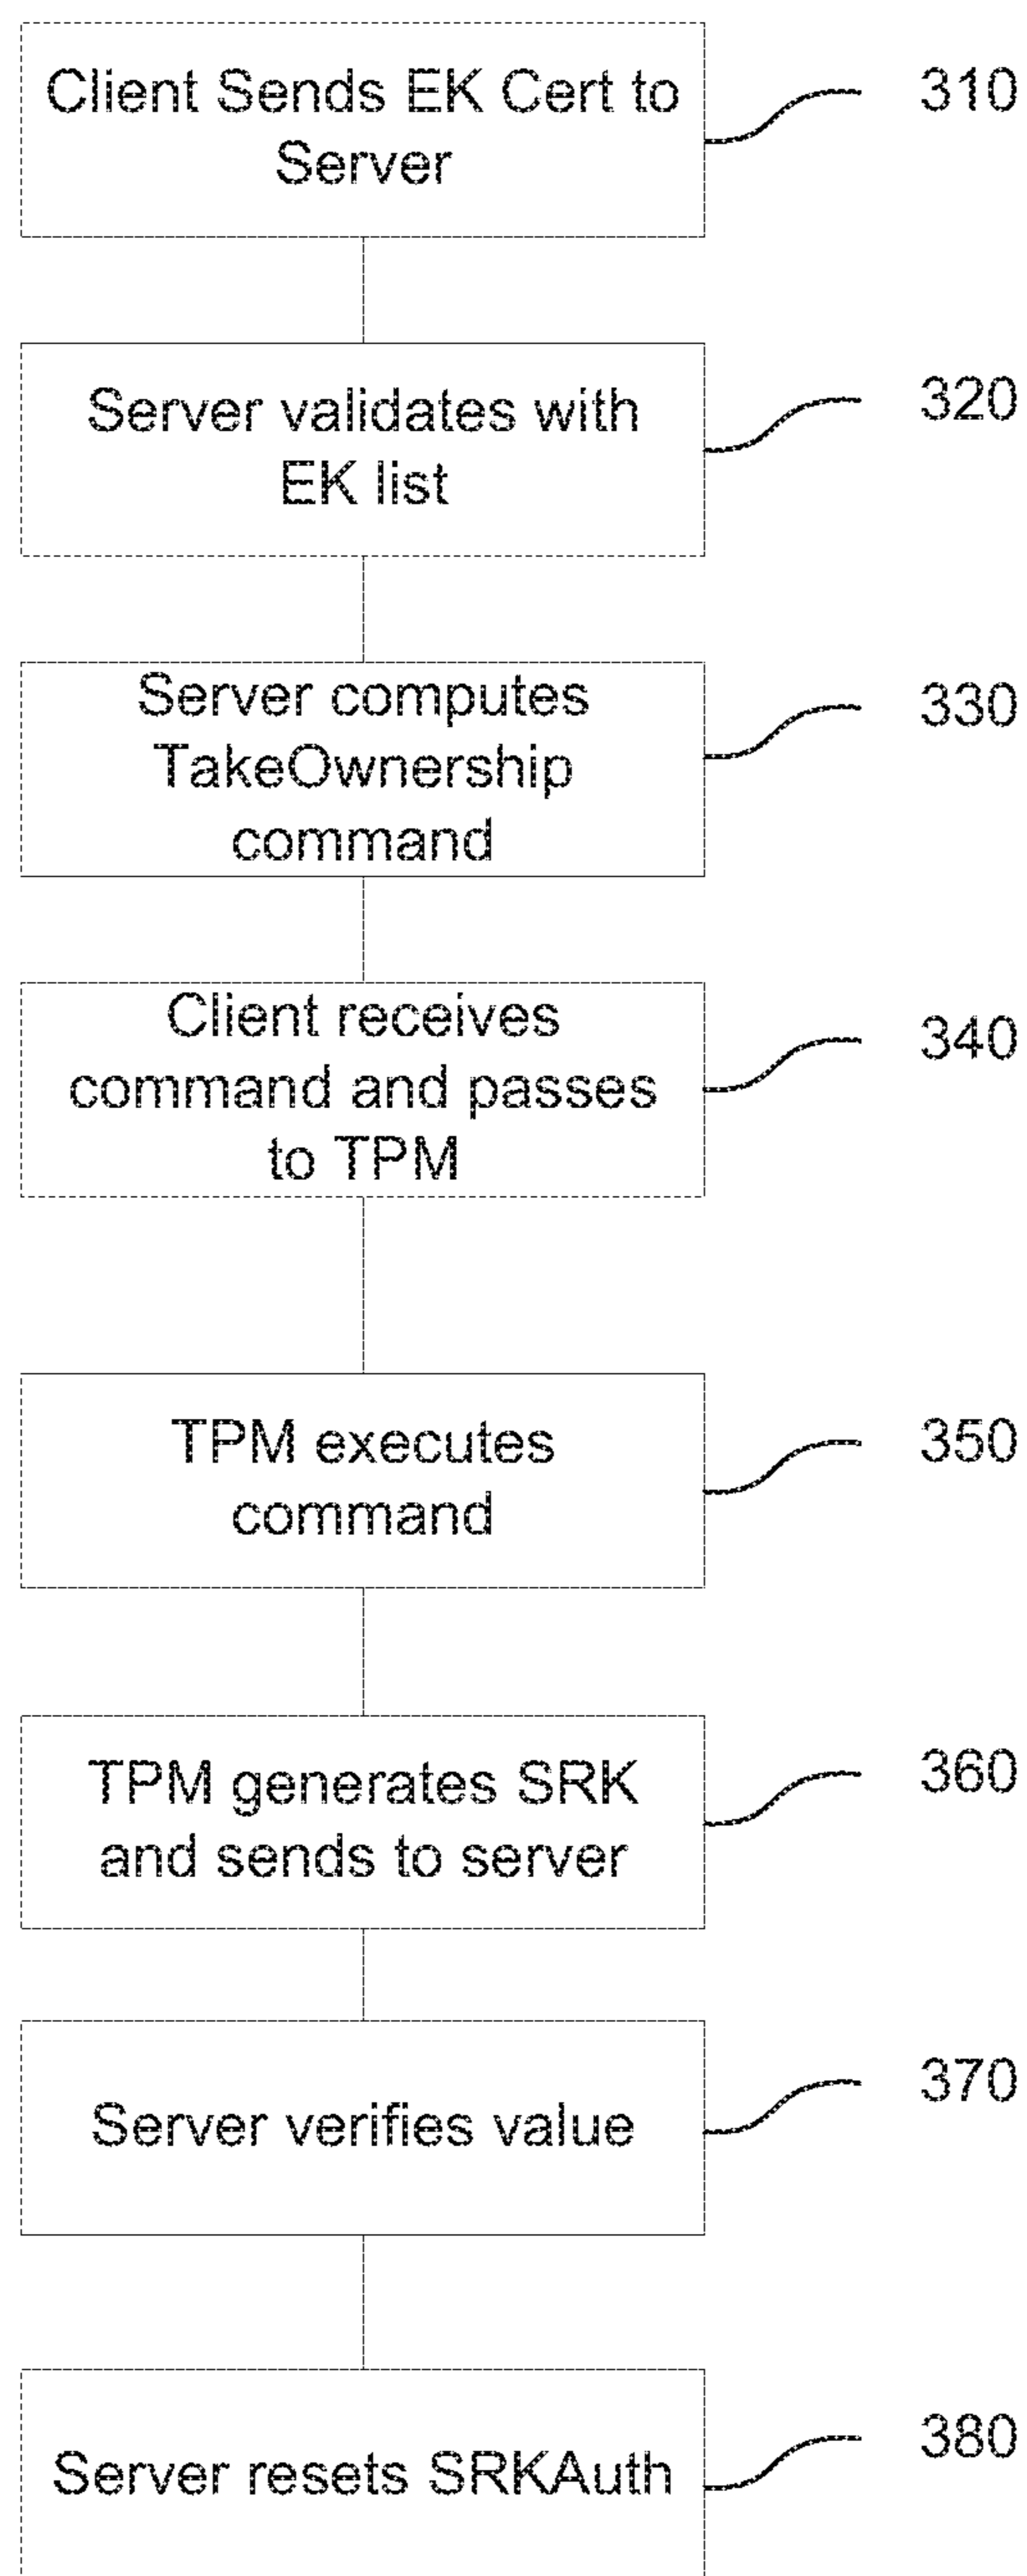 Client Sends EK Cert to
Server
310
Server validates with
EK list
320
Server computes
TakeOwnership
command
330
Client receives
command and passes
to TPM
340
TPM executes
command
350
TPM generates SRK
and sends to server
360
Server verifies value
370
Server resets SRKAuth
380